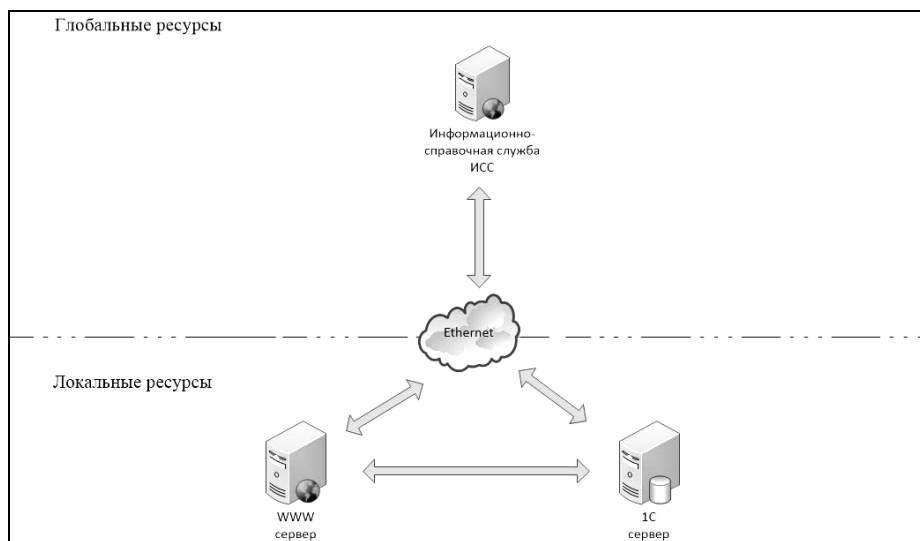 Глобальные ресурсы
Информационно-
справочная служба
ИСС
Ethernet
Локальные ресурсы
WWW
сервер
1С
сервер